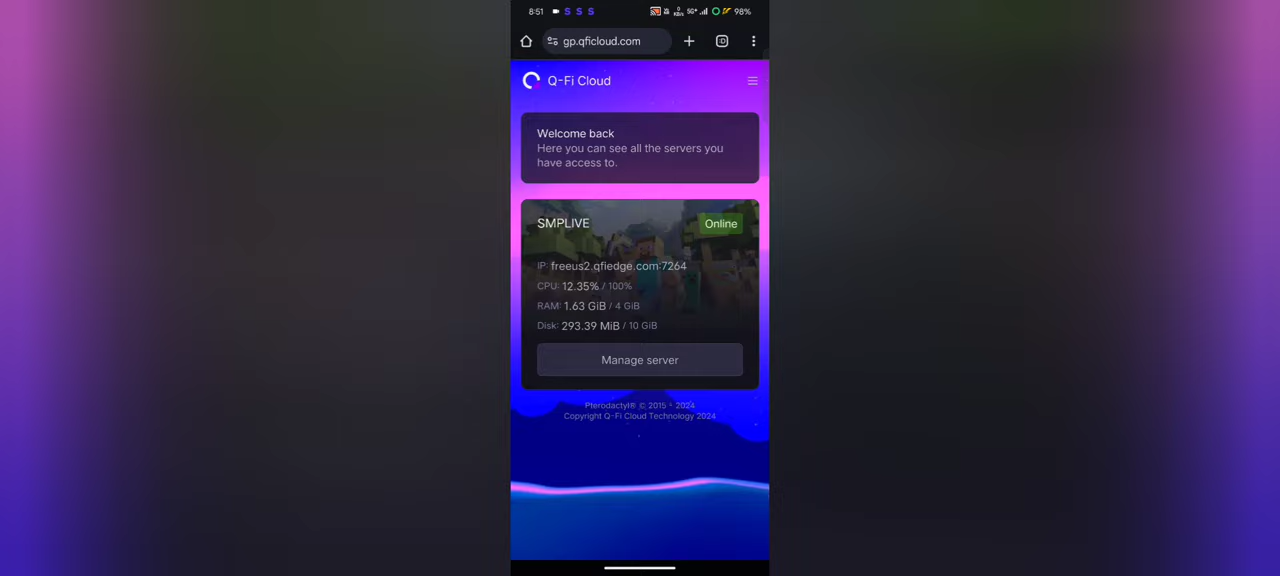 8:51 S S S 5G+ 98%
gp.qficloud.com :D
Q-Fi Cloud
Welcome back
Here you can see all the servers you
have access to.
SMPLIVE Online
IP: freeus2.qfiedge.com:7264
CPU: 12.35% / 100%
RAM: 1.63 GiB / 4 GiB
Disk: 293.39 MiB / 10 GiB
Manage server
Pterodactyl® © 2015 - 2024
Copyright Q-Fi Cloud Technology 2024